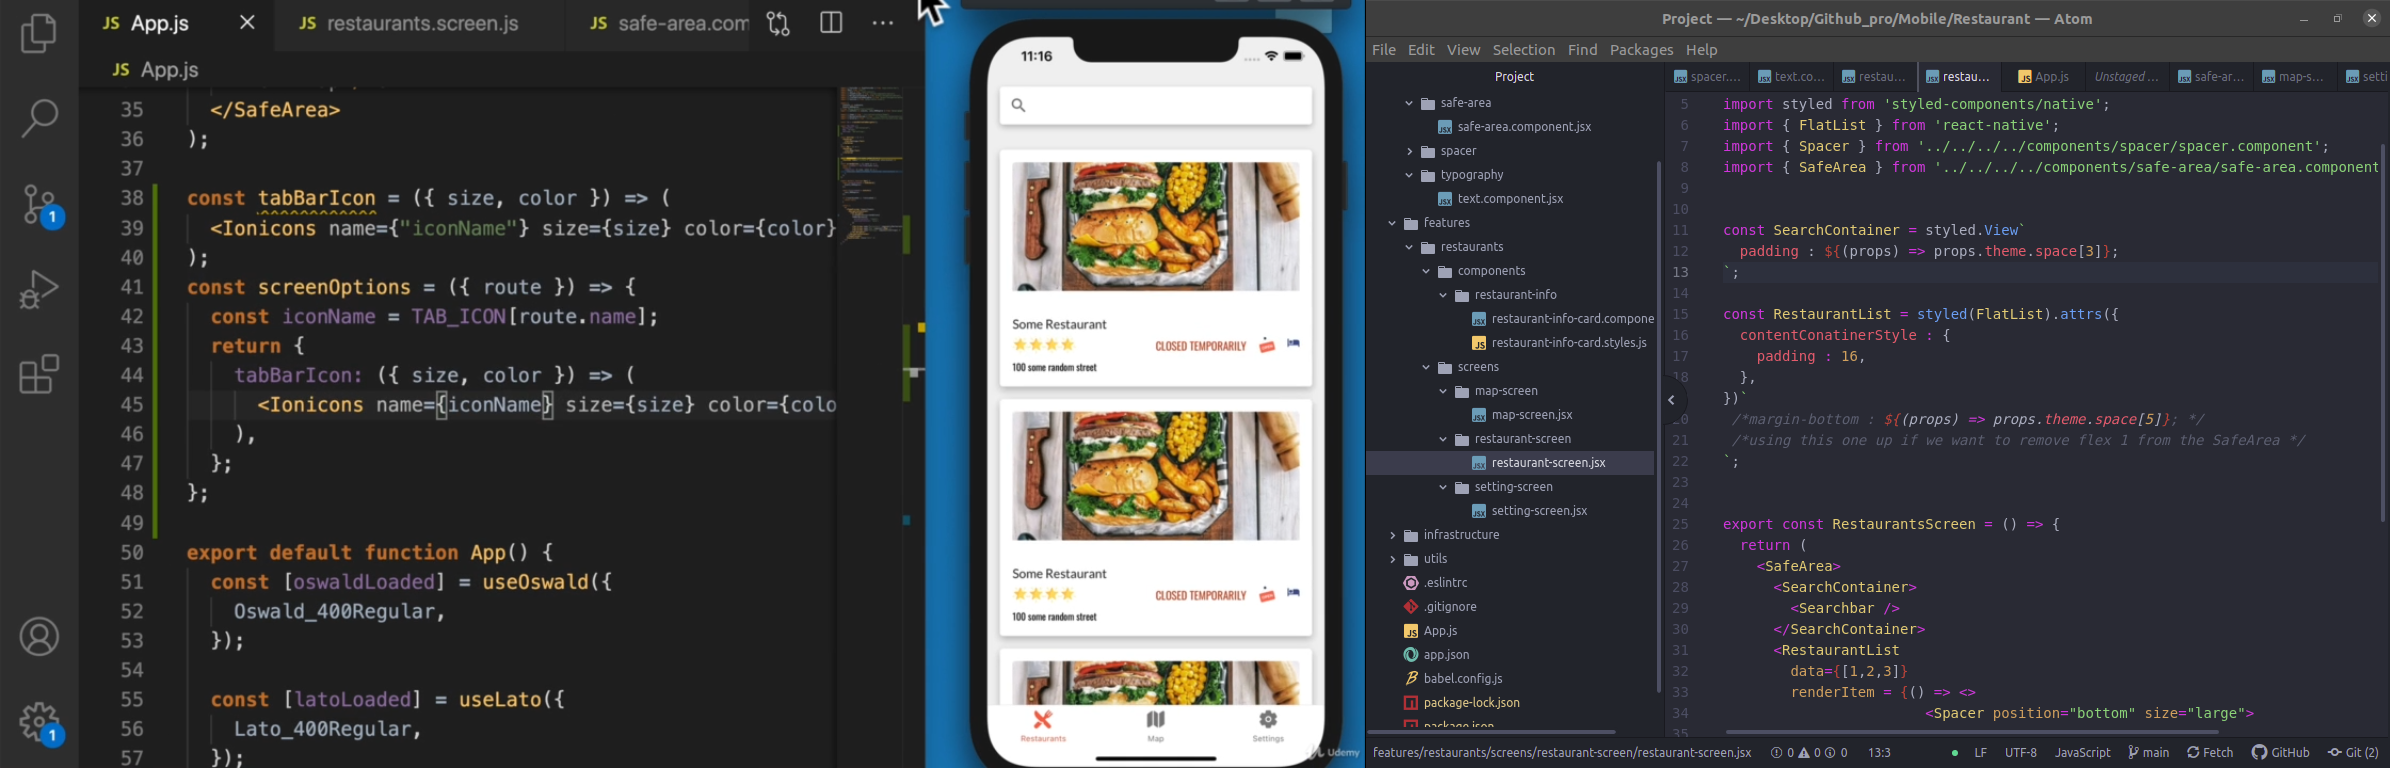 App.js
restaurants.screen.js
safe-area.com
App.js
35 </SafeArea>
36 );
37
38 const tabBarIcon = ({ size, color }) => (
39 <Ionicons name={"iconName"} size={size} color={color}
40 );
41 const screenOptions = ({ route }) => {
42 const iconName = TAB_ICON[route.name];
43 return {
44 tabBarIcon: ({ size, color }) => (
45 <Ionicons name={iconName} size={size} color={colo
46 ),
47 };
48 };
49
50 export default function App() {
51 const [oswaldLoaded] = useOswald({
52 Oswald_400Regular,
53 });
54
55 const [latoLoaded] = useLato({
56 Lato_400Regular,
57 });
1
1
11:16
Some Restaurant
CLOSED TEMPORARILY
100 some random street
Some Restaurant
CLOSED TEMPORARILY
100 some random street
Restaurants Map Settings
Udemy
Project — ~/Desktop/Github_pro/Mobile/Restaurant — Atom
File Edit View Selection Find Packages Help
Project
safe-area
safe-area.component.jsx
spacer
typography
text.component.jsx
features
restaurants
components
restaurant-info
restaurant-info-card.compone
restaurant-info-card.styles.js
screens
map-screen
map-screen.jsx
restaurant-screen
restaurant-screen.jsx
setting-screen
setting-screen.jsx
infrastructure
utils
.eslintrc
.gitignore
App.js
app.json
babel.config.js
package-lock.json
package.json
spacer.... text.co... restau... restau... App.js Unstaged ... safe-ar... map-s... setti
5 import styled from 'styled-components/native';
6 import { FlatList } from 'react-native';
7 import { Spacer } from '../../../../components/spacer/spacer.component';
8 import { SafeArea } from '../../../../components/safe-area/safe-area.component
9
10
11 const SearchContainer = styled.View`
12 padding : ${(props) => props.theme.space[3]};
13 `;
14
15 const RestaurantList = styled(FlatList).attrs({
16 contentConatinerStyle : {
17 padding : 16,
18 },
})`
20 /*margin-bottom : ${(props) => props.theme.space[5]}; */
21 /*using this one up if we want to remove flex 1 from the SafeArea */
22 `;
23
24
25 export const RestaurantsScreen = () => {
26 return (
27 <SafeArea>
28 <SearchContainer>
29 <Searchbar />
30 </SearchContainer>
31 <RestaurantList
32 data={[1,2,3]}
33 renderItem = {() => <>
34 <Spacer position="bottom" size="large">
35
features/restaurants/screens/restaurant-screen/restaurant-screen.jsx 0 0 0 13:3 LF UTF-8 JavaScript main Fetch GitHub Git (2)